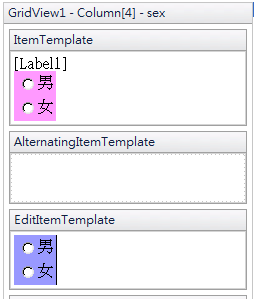 GridView1 - Column[4] - sex
ItemTemplate
[Label1]
男
女
AlternatingItemTemplate
EditItemTemplate
男
女